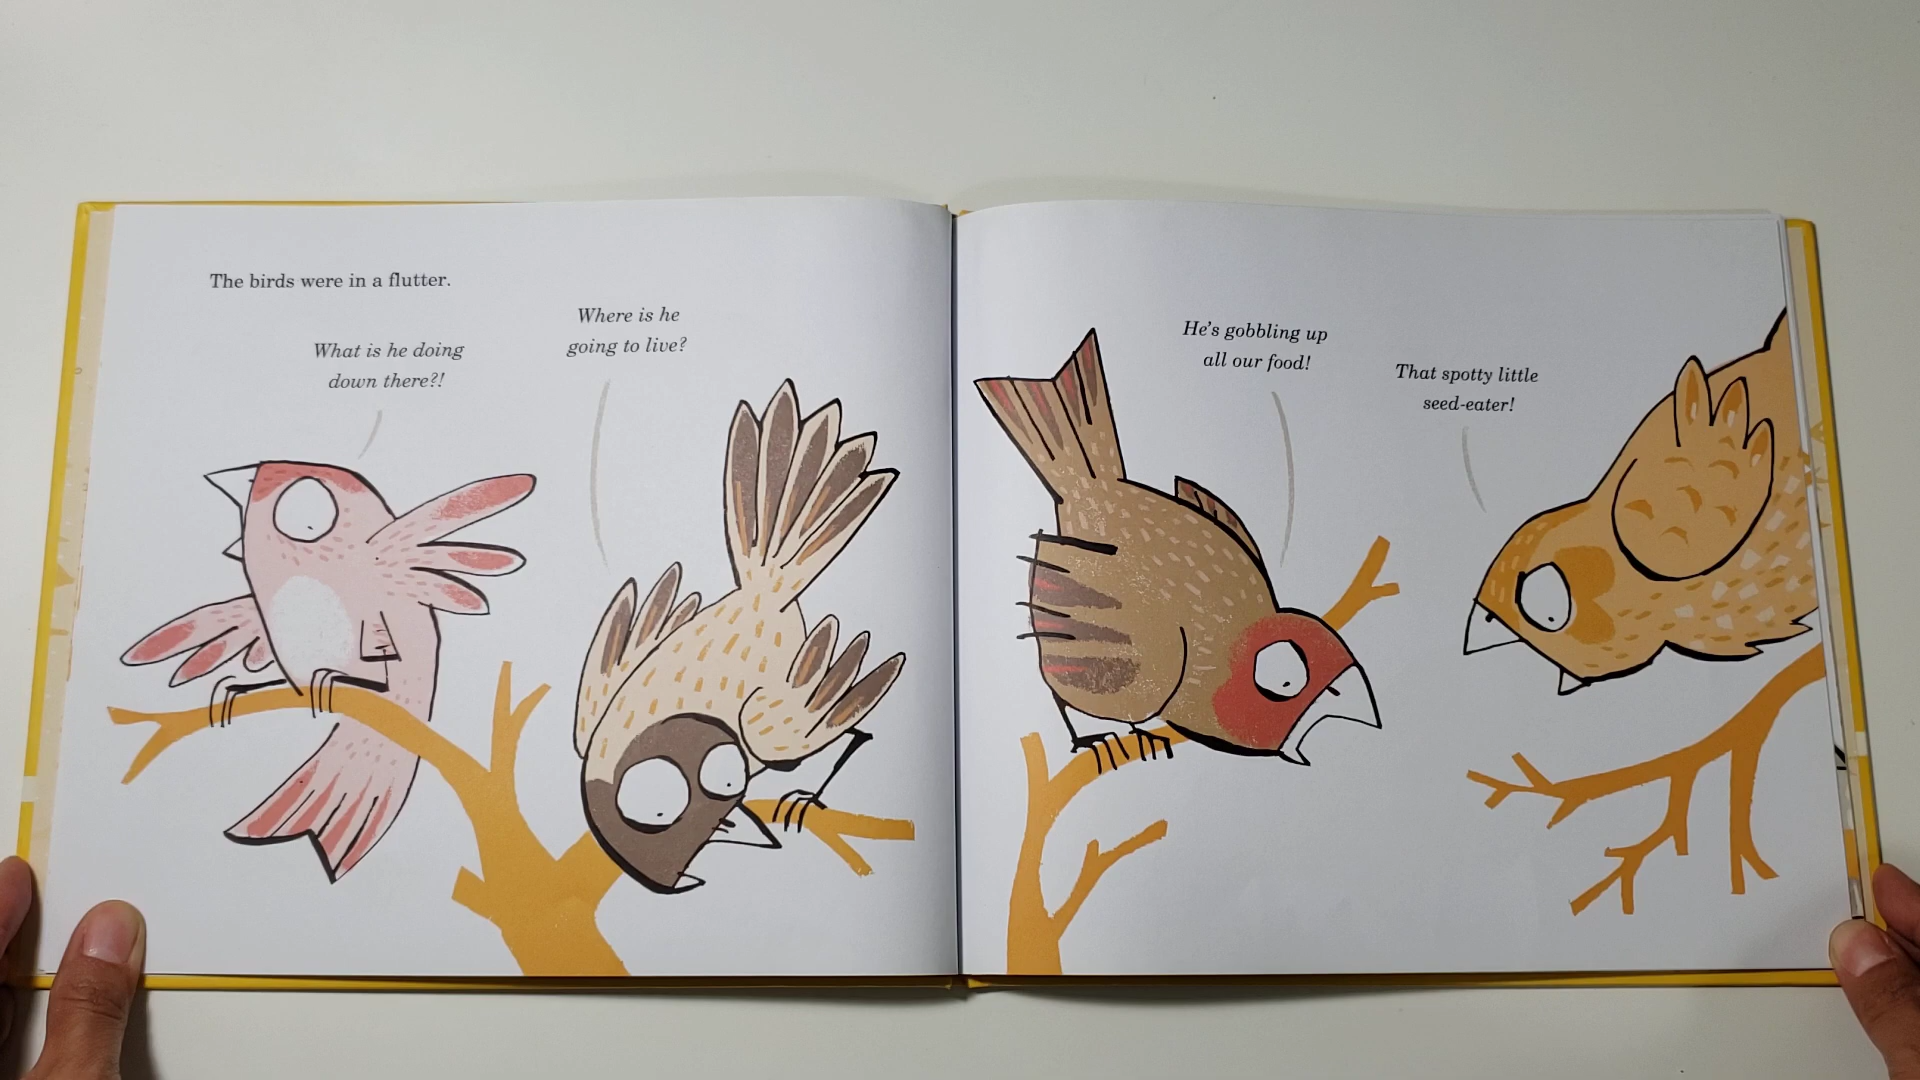 The birds were in a flutter.
What is he doing
down there?!
Where is he
going to live?
He's gobbling up
all our food!
That spotty little
seed-eater!